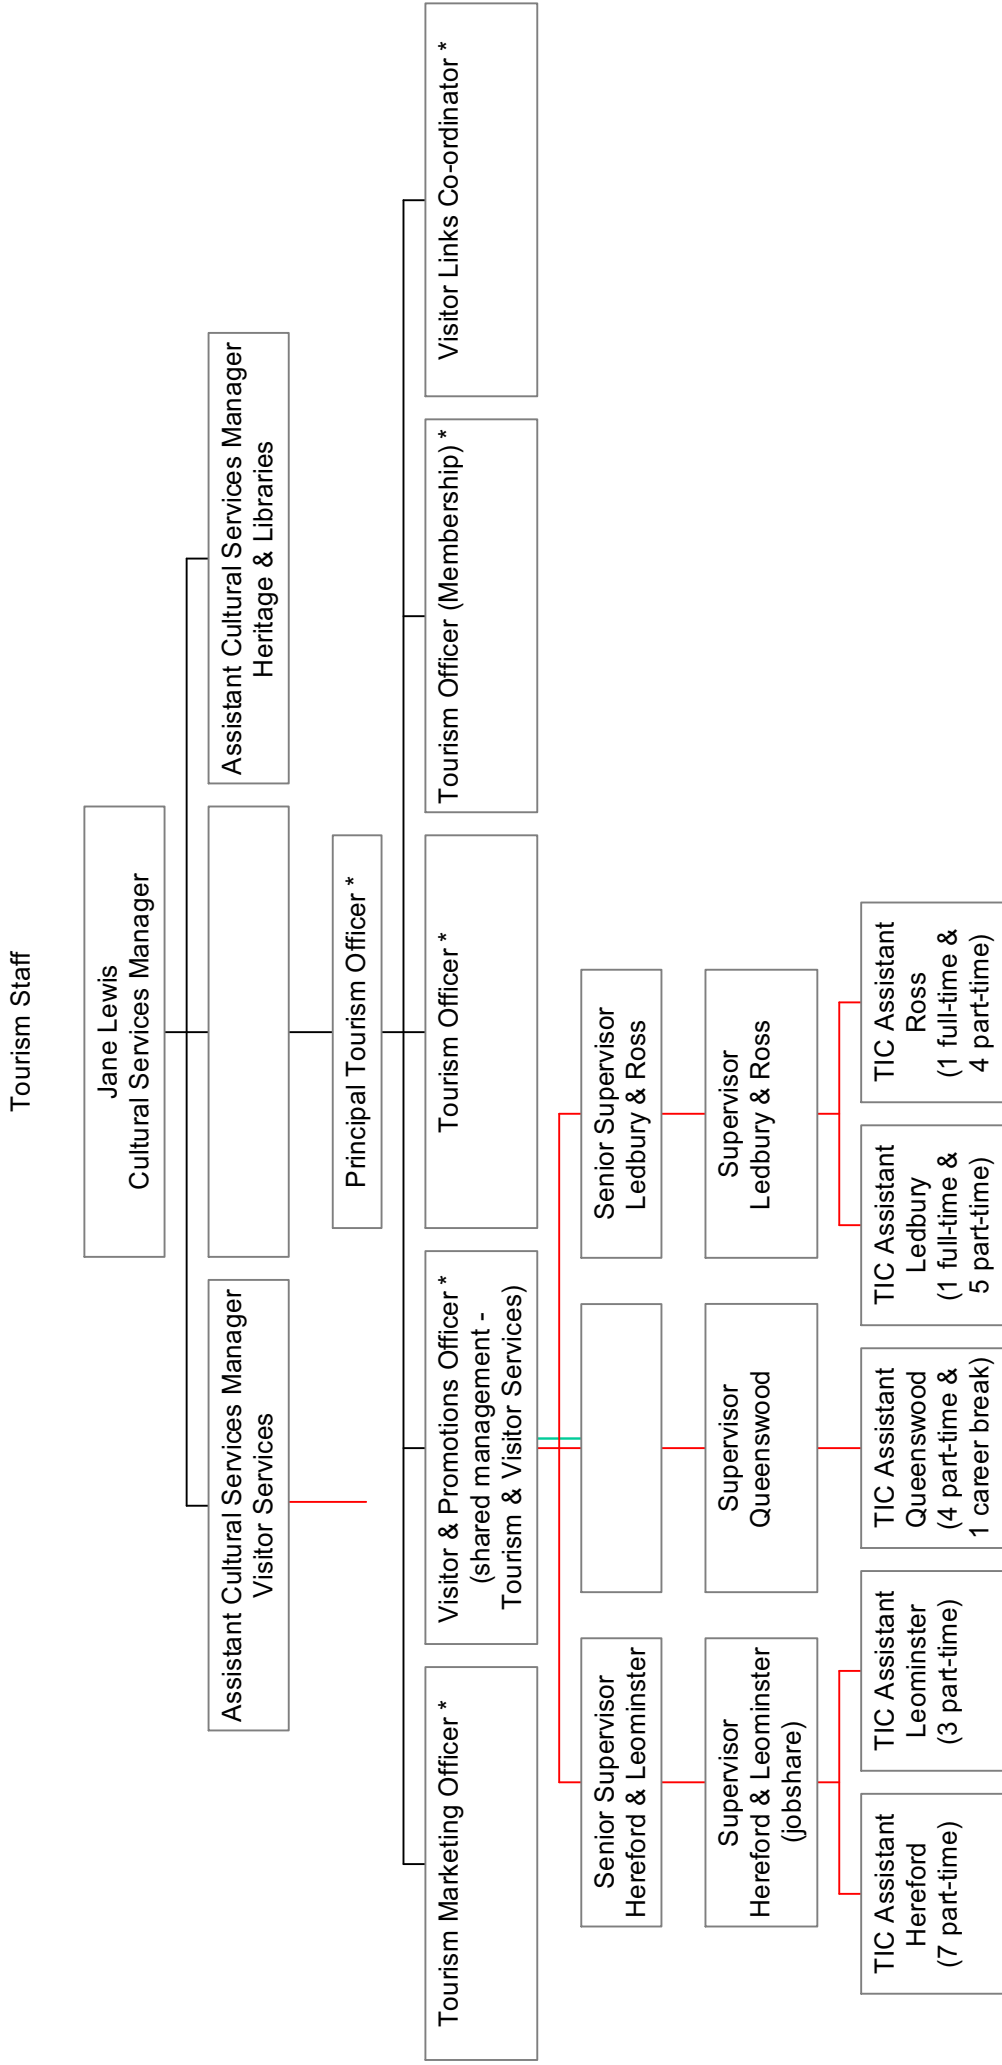 Tourism Staff
Jane Lewis
Cultural Services Manager
Assistant Cultural Services Manager
Visitor Services
Assistant Cultural Services Manager
Heritage & Libraries
Principal Tourism Officer *
Tourism Marketing Officer *
Visitor & Promotions Officer *
(shared management -
Tourism & Visitor Services)
Tourism Officer *
Tourism Officer (Membership) *
Visitor Links Co-ordinator *
Senior Supervisor
Hereford & Leominster
Senior Supervisor
Ledbury & Ross
Supervisor
Hereford & Leominster
(jobshare)
Supervisor
Queenswood
Supervisor
Ledbury & Ross
TIC Assistant
Hereford
(7 part-time)
TIC Assistant
Leominster
(3 part-time)
TIC Assistant
Queenswood
(4 part-time &
1 career break)
TIC Assistant
Ledbury
(1 full-time &
5 part-time)
TIC Assistant
Ross
(1 full-time &
4 part-time)